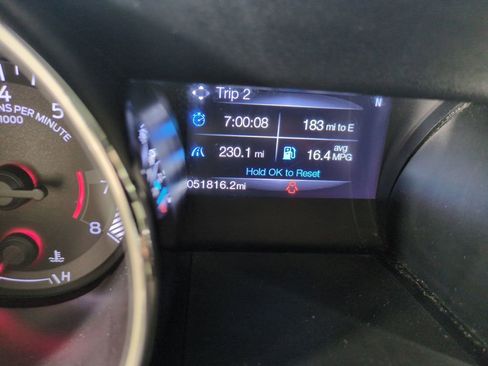 Trip 2
N
7:00:08 183 mi to E
230.1 mi 16.4 avg MPG
Hold OK to Reset
051816.2mi
4 5
NS PER MINUTE
1000
7
8
H